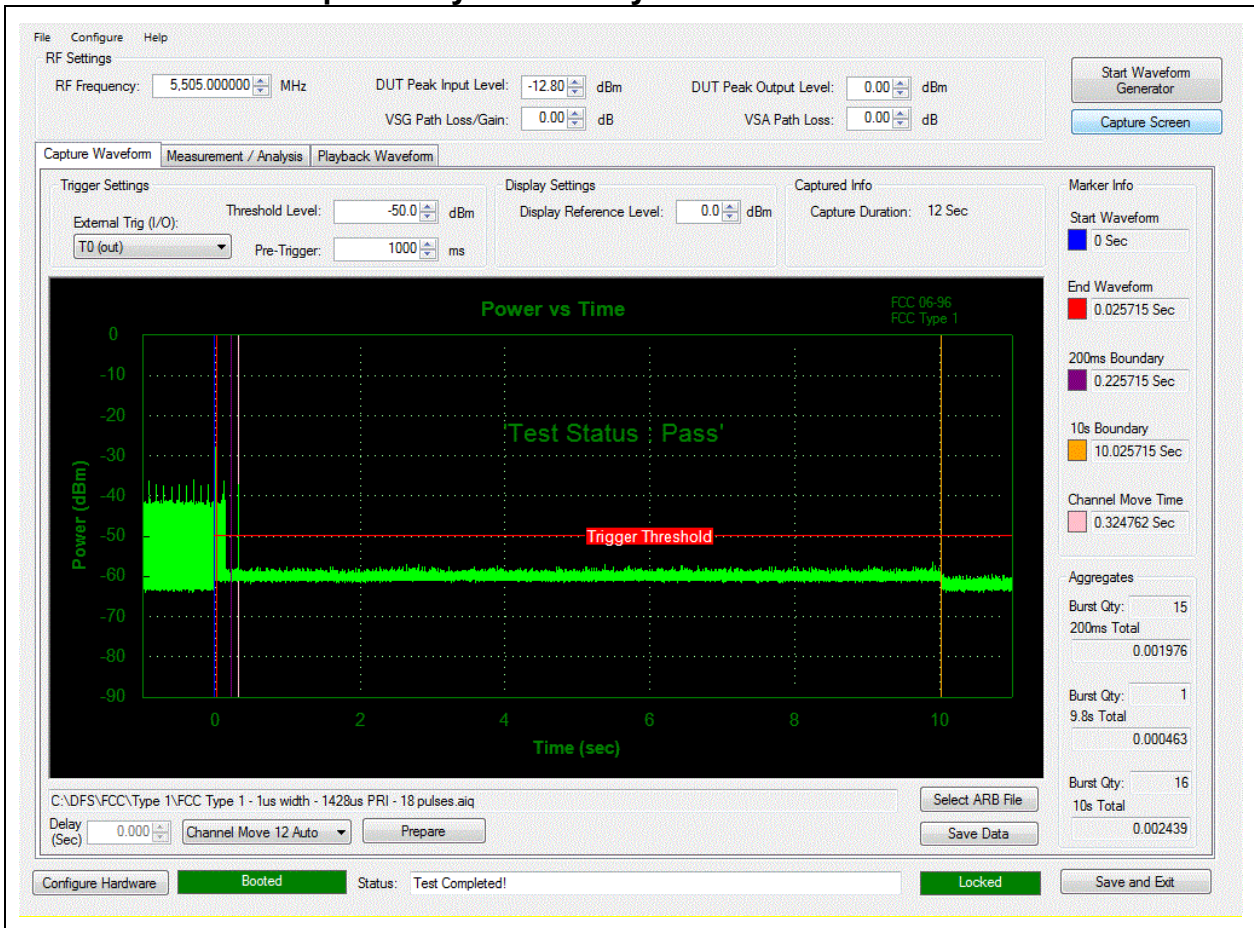 File Configure Help
RF Settings
RF Frequency: 5,505.000000 MHz
DUT Peak Input Level: -12.80 dBm
DUT Peak Output Level: 0.00 dBm
VSG Path Loss/Gain: 0.00 dB
VSA Path Loss: 0.00 dB
Start Waveform
Generator
Capture Screen
Capture Waveform Measurement / Analysis Playback Waveform
Trigger Settings
External Trig (I/O):
T0 (out)
Threshold Level: -50.0 dBm
Pre-Trigger: 1000 ms
Display Settings
Display Reference Level: 0.0 dBm
Captured Info
Capture Duration: 12 Sec
Marker Info
Start Waveform
0 Sec
End Waveform
0.025715 Sec
200ms Boundary
0.225715 Sec
10s Boundary
10.025715 Sec
Channel Move Time
0.324762 Sec
Power vs Time
FCC 06-96
FCC Type 1
'Test Status : Pass'
Trigger Threshold
Power (dBm)
0
-10
-20
-30
-40
-50
-60
-70
-80
-90
0 2 4 6 8 10
Time (sec)
Aggregates
Burst Qty: 15
200ms Total
0.001976
Burst Qty: 1
9.8s Total
0.000463
Burst Qty: 16
10s Total
0.002439
C:\DFS\FCC\Type 1\FCC Type 1 - 1us width - 1428us PRI - 18 pulses.aiq
Select ARB File
Delay
(Sec) 0.000
Channel Move 12 Auto
Prepare
Save Data
Configure Hardware
Booted
Status: Test Completed!
Locked
Save and Exit